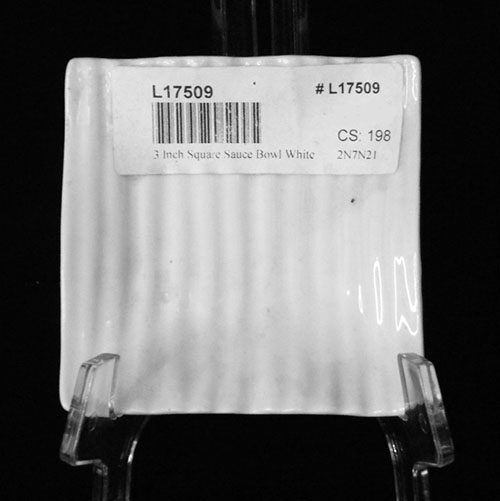 L17509 # L17509
CS: 198
3 Inch Square Sauce Bowl White 2N7N21